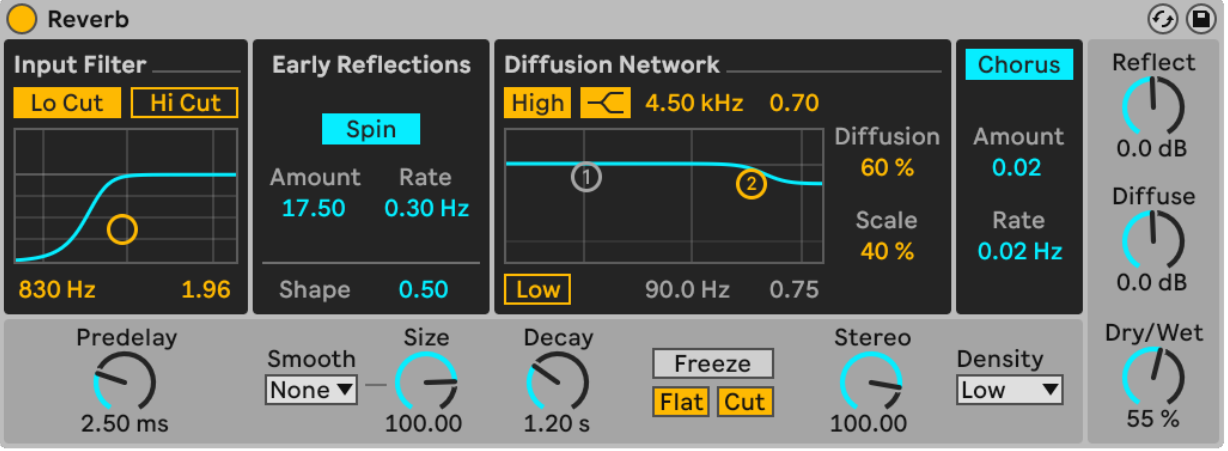 Reverb
Input Filter
Lo Cut
Hi Cut
830 Hz
1.96
Early Reflections
Spin
Amount
Rate
17.50
0.30 Hz
Shape
0.50
Diffusion Network
High
4.50 kHz
0.70
1
2
Diffusion
60 %
Scale
40 %
Low
90.0 Hz
0.75
Chorus
Amount
0.02
Rate
0.02 Hz
Reflect
0.0 dB
Diffuse
0.0 dB
Dry/Wet
55 %
Predelay
2.50 ms
Smooth
None
Size
100.00
Decay
1.20 s
Freeze
Flat
Cut
Stereo
100.00
Density
Low